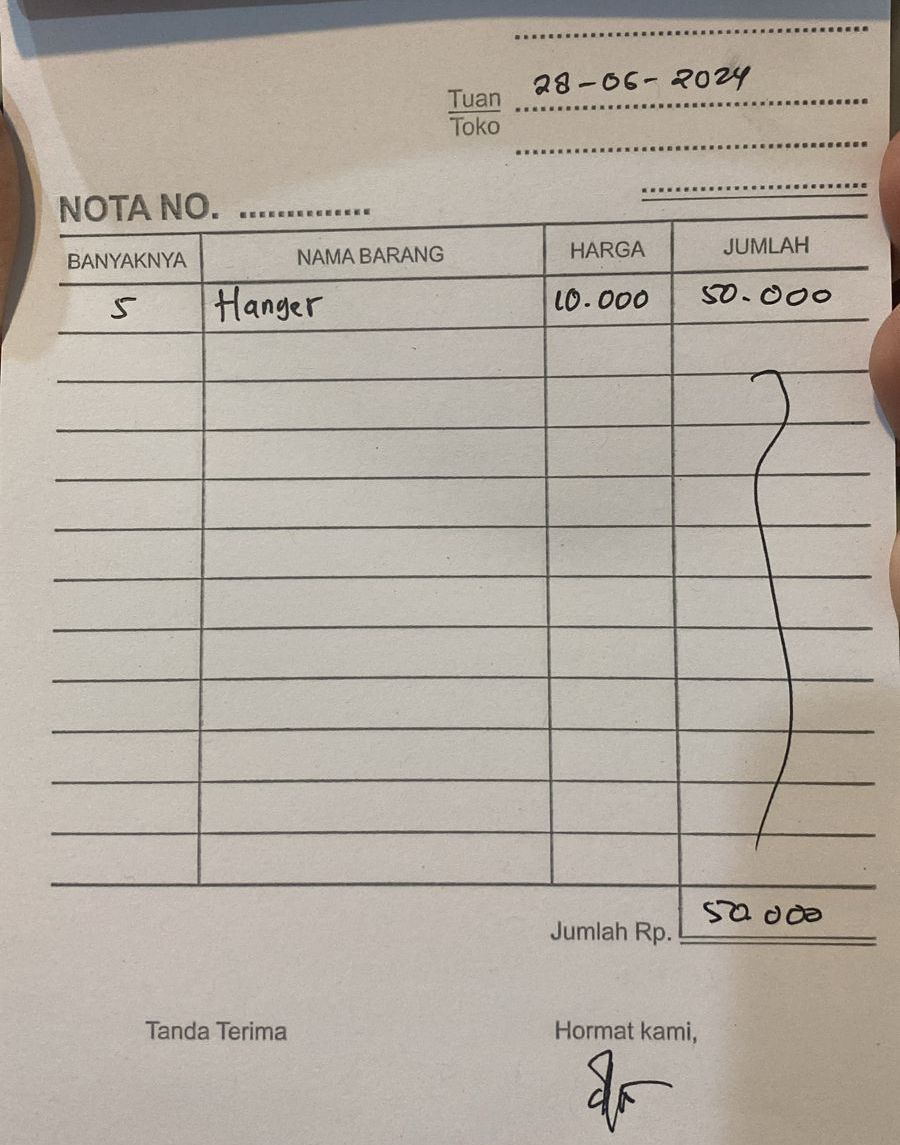 28-06-2024
Tuan
Toko
NOTA NO. ...............
BANYAKNYA NAMA BARANG HARGA JUMLAH
5 Hanger 10.000 50.000
Jumlah Rp. 50.000
Tanda Terima Hormat kami,